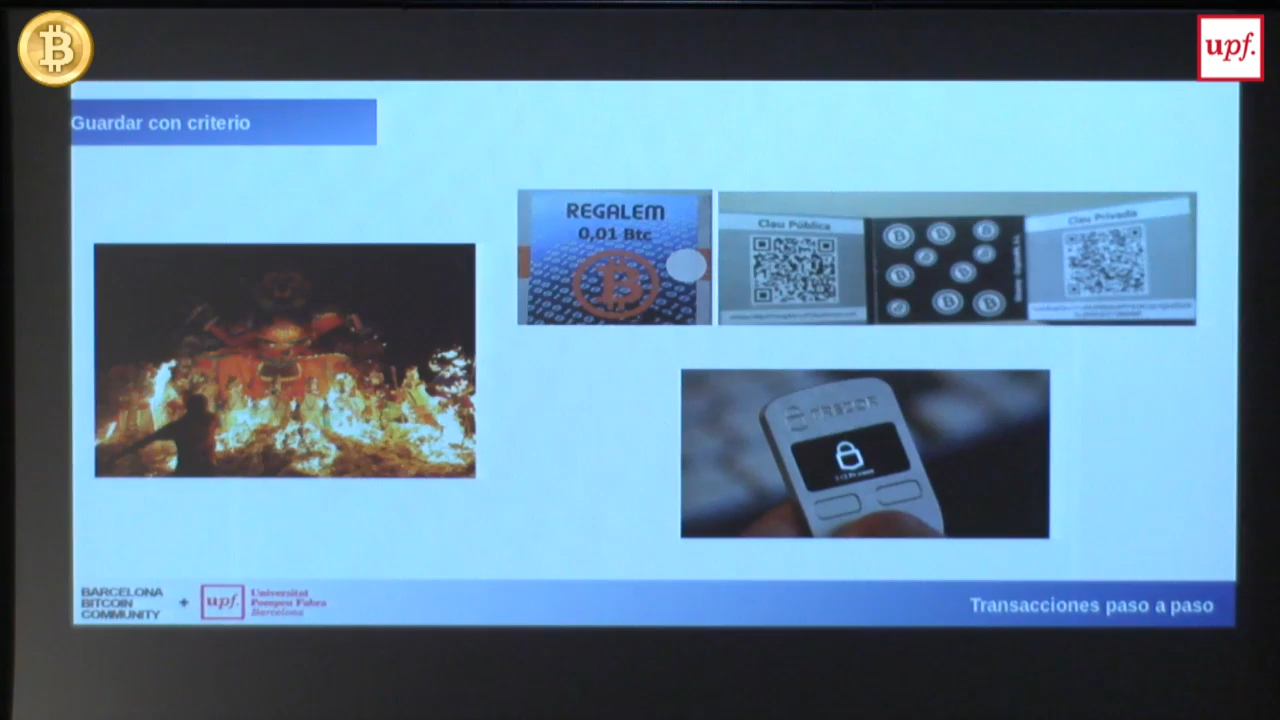 upf.
Guardar con criterio
REGALEM
0,01 Btc
Clau Pública
Clau Privada
TREZOR
BARCELONA
BITCOIN
COMMUNITY
+
upf.
Universitat
Pompeu Fabra
Barcelona
Transacciones paso a paso